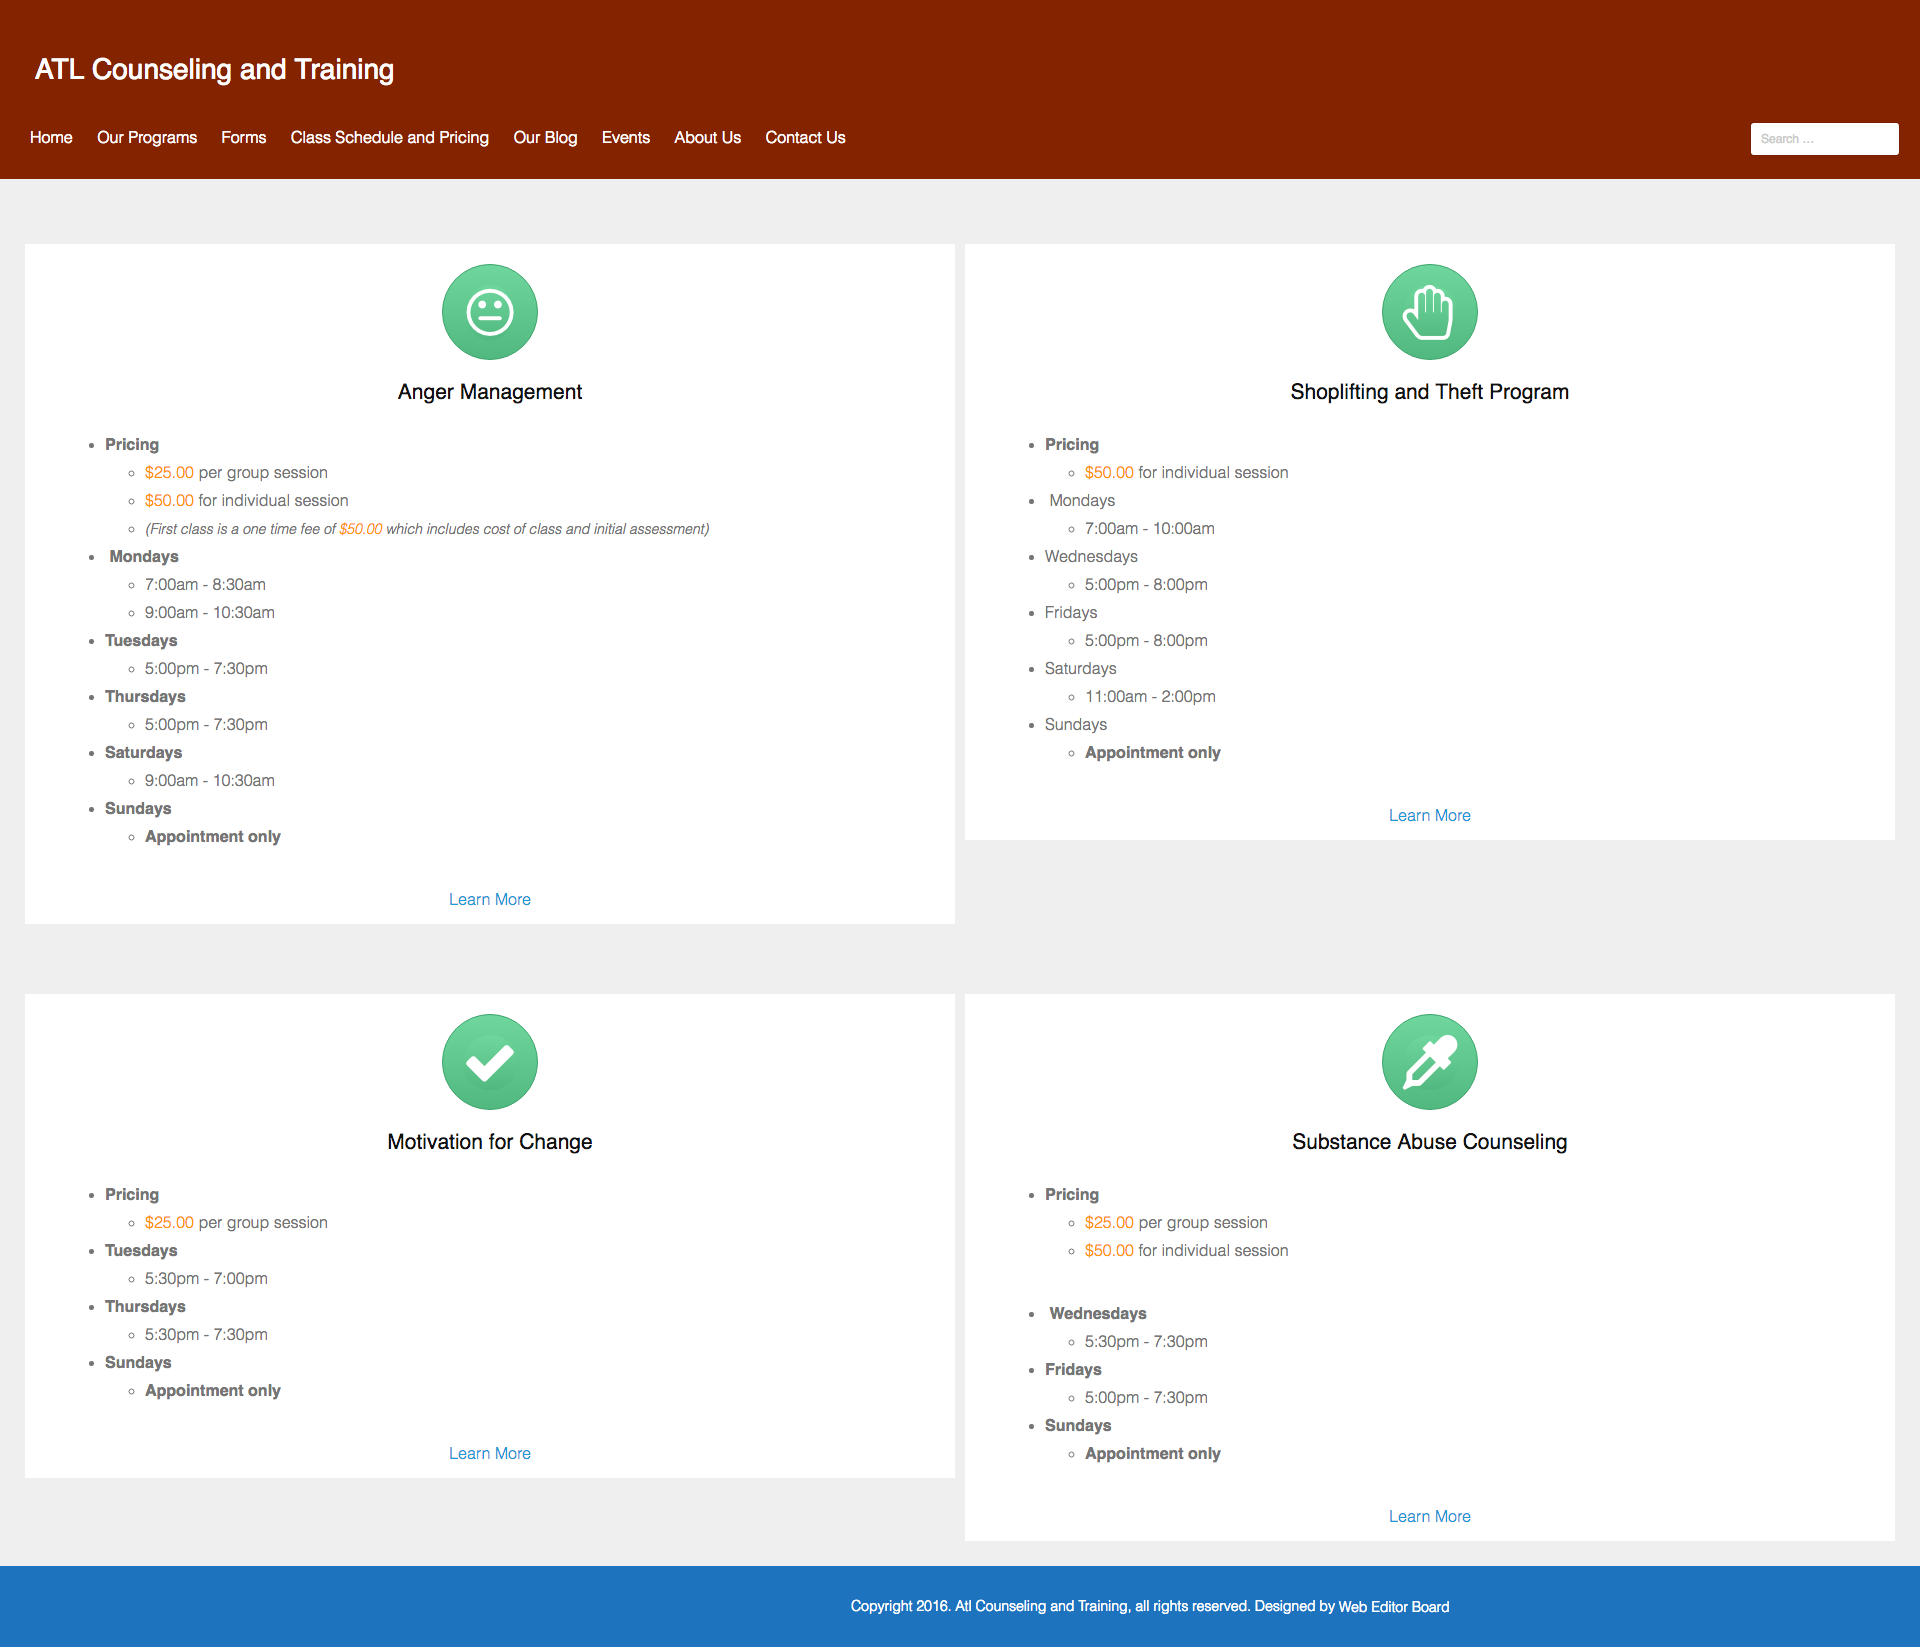 ATL Counseling and Training
Home Our Programs Forms Class Schedule and Pricing Our Blog Events About Us Contact Us
Search ...
Anger Management
Pricing
$25.00 per group session
$50.00 for individual session
(First class is a one time fee of $50.00 which includes cost of class and initial assessment)
Mondays
7:00am - 8:30am
9:00am - 10:30am
Tuesdays
5:00pm - 7:30pm
Thursdays
5:00pm - 7:30pm
Saturdays
9:00am - 10:30am
Sundays
Appointment only
Learn More
Shoplifting and Theft Program
Pricing
$50.00 for individual session
Mondays
7:00am - 10:00am
Wednesdays
5:00pm - 8:00pm
Fridays
5:00pm - 8:00pm
Saturdays
11:00am - 2:00pm
Sundays
Appointment only
Learn More
Motivation for Change
Pricing
$25.00 per group session
Tuesdays
5:30pm - 7:00pm
Thursdays
5:30pm - 7:30pm
Sundays
Appointment only
Learn More
Substance Abuse Counseling
Pricing
$25.00 per group session
$50.00 for individual session
Wednesdays
5:30pm - 7:30pm
Fridays
5:00pm - 7:30pm
Sundays
Appointment only
Learn More
Copyright 2016. Atl Counseling and Training, all rights reserved. Designed by Web Editor Board